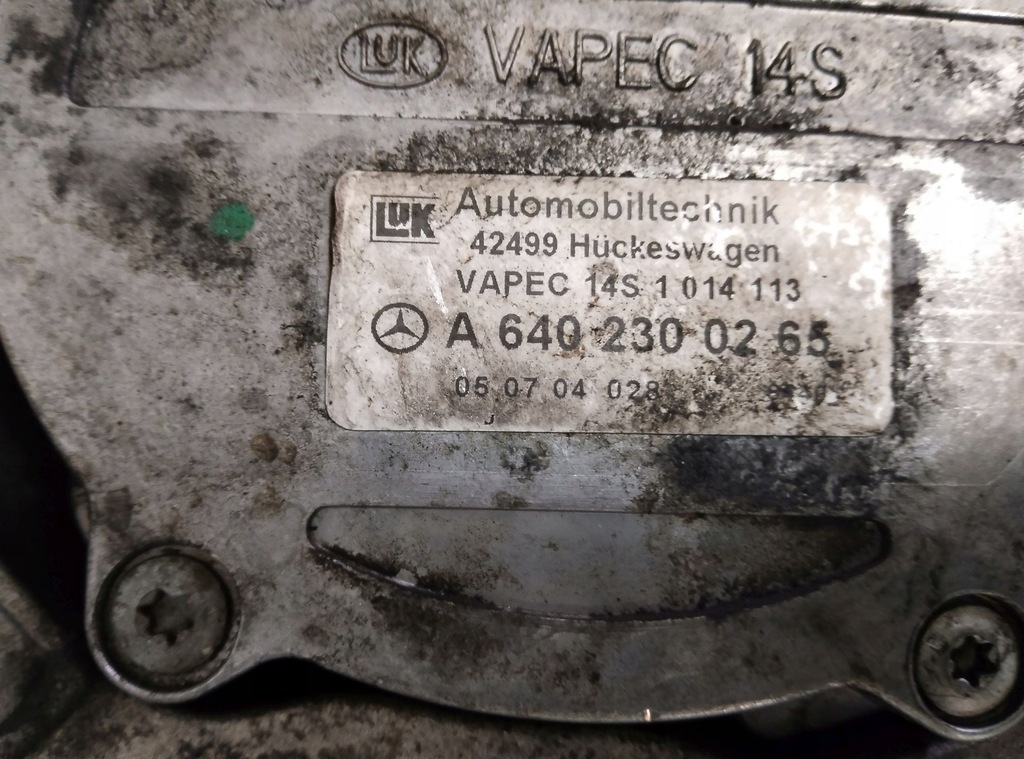 LUK VAPEC 14S
LUK Automobiltechnik
42499 Hückeswagen
VAPEC 14S 1 014 113
A 640 230 02 65
05 07 04 028
J